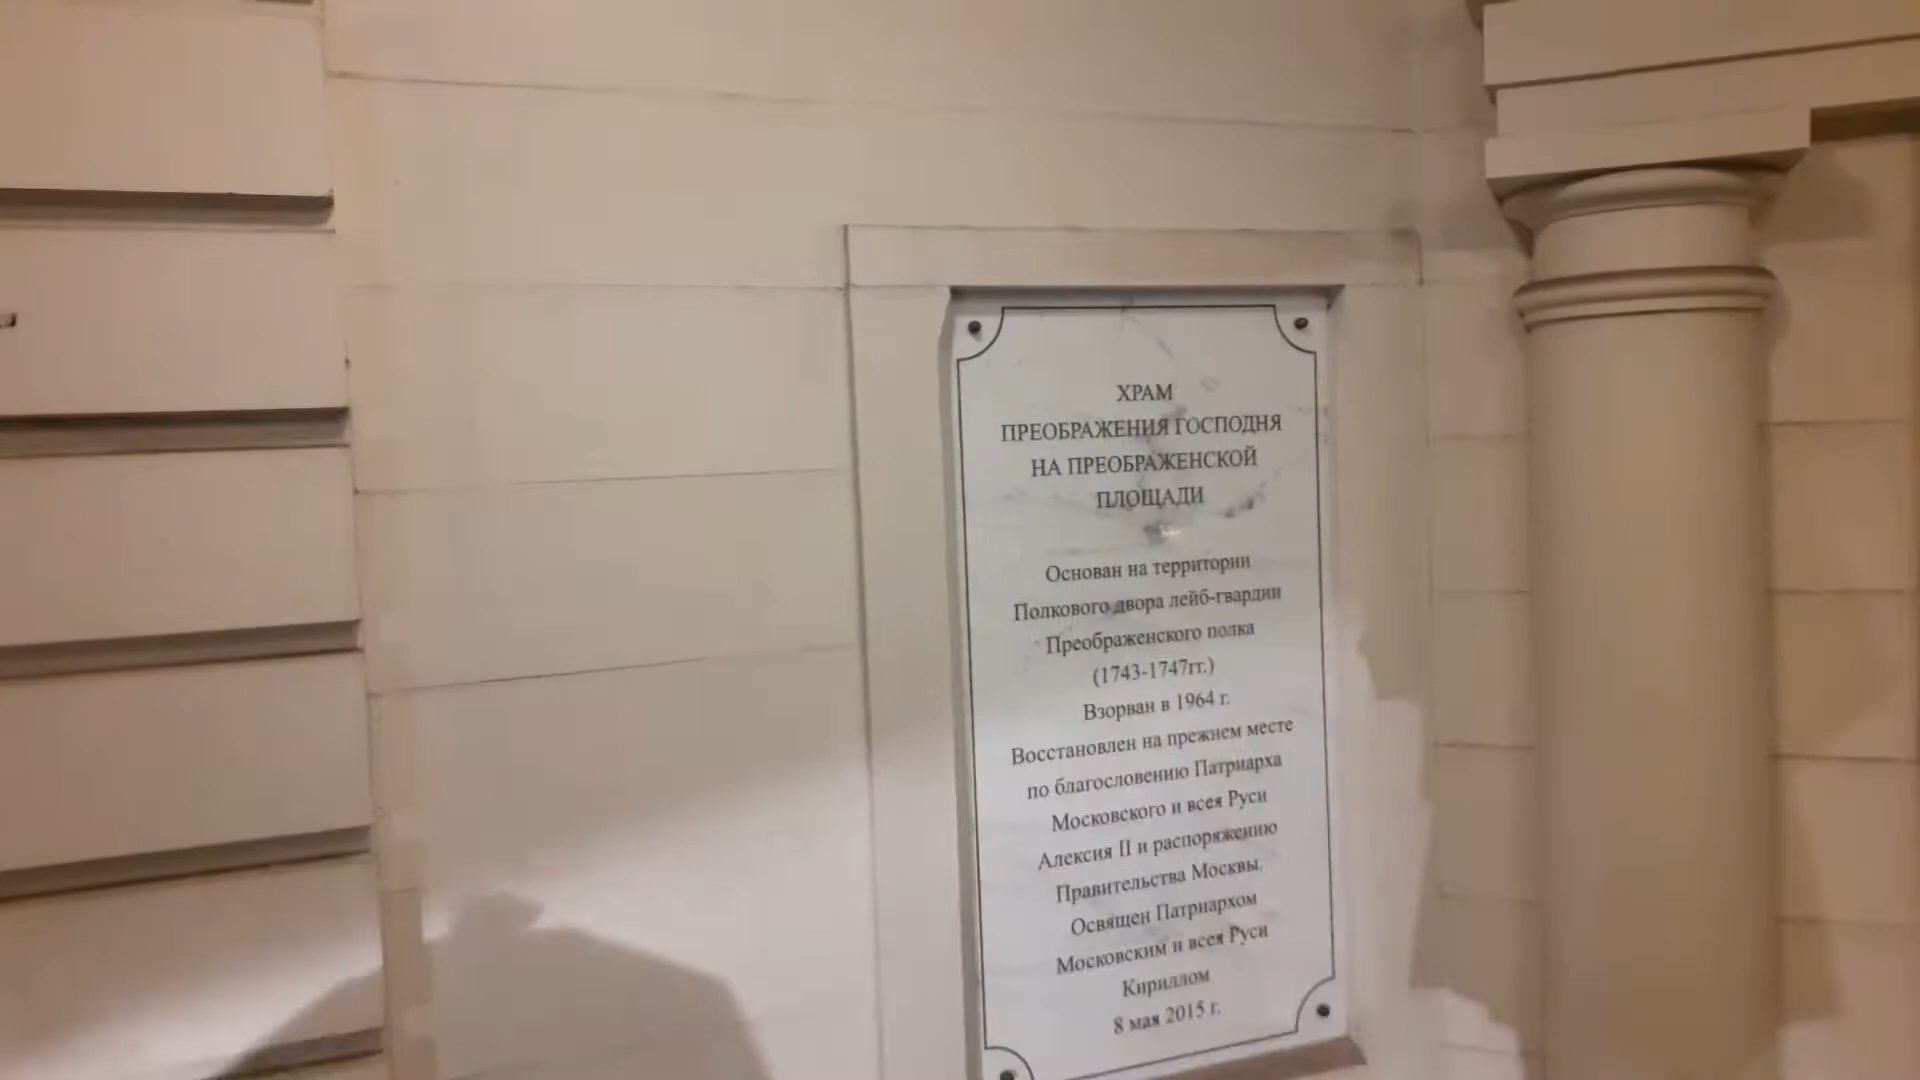 ХРАМ
ПРЕОБРАЖЕНИЯ ГОСПОДНЯ
НА ПРЕОБРАЖЕНСКОЙ
ПЛОЩАДИ
Основан на территории
Полкового двора лейб-гвардии
Преображенского полка
(1743-1747гг.)
Взорван в 1964 г.
Восстановлен на прежнем месте
по благословению Патриарха
Московского и всея Руси
Алексия II и распоряжению
Правительства Москвы.
Освящен Патриархом
Московским и всея Руси
Кириллом
8 мая 2015 г.